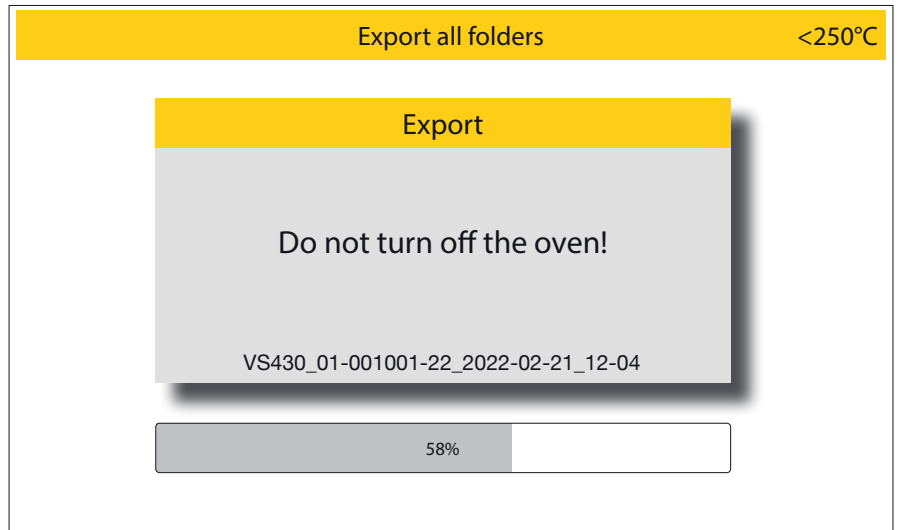 Export all folders <250°C
Export
Do not turn off the oven!
VS430_01-001001-22_2022-02-21_12-04
58%